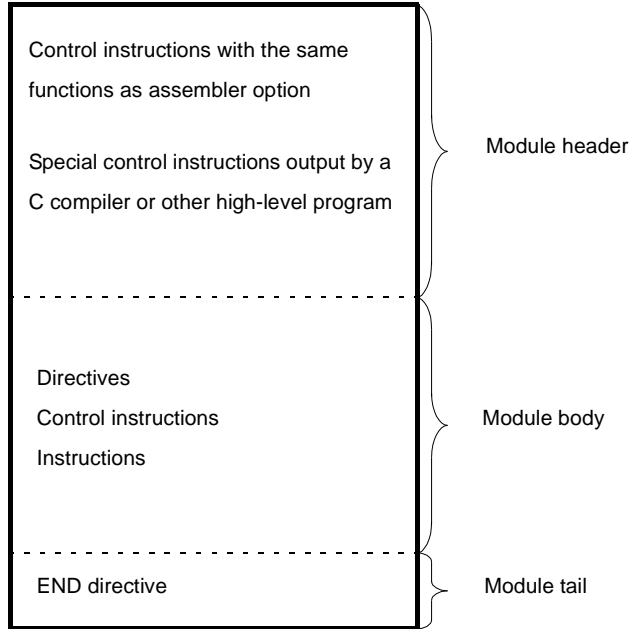 Control instructions with the same
functions as assembler option
Special control instructions output by a
C compiler or other high-level program
Module header
Directives
Control instructions
Instructions
Module body
END directive
Module tail